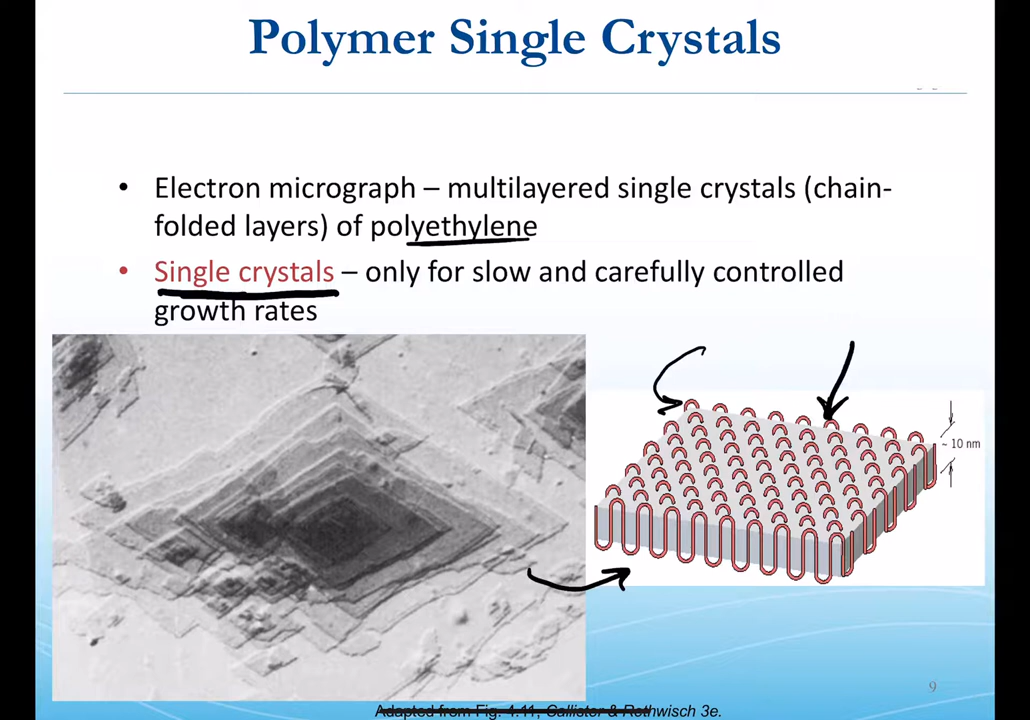 Polymer Single Crystals
• Electron micrograph – multilayered single crystals (chain-
folded layers) of polyethylene
• Single crystals – only for slow and carefully controlled
growth rates
~ 10 nm
9
Adapted from Fig. 4.11, Callister & Rethwisch 3e.